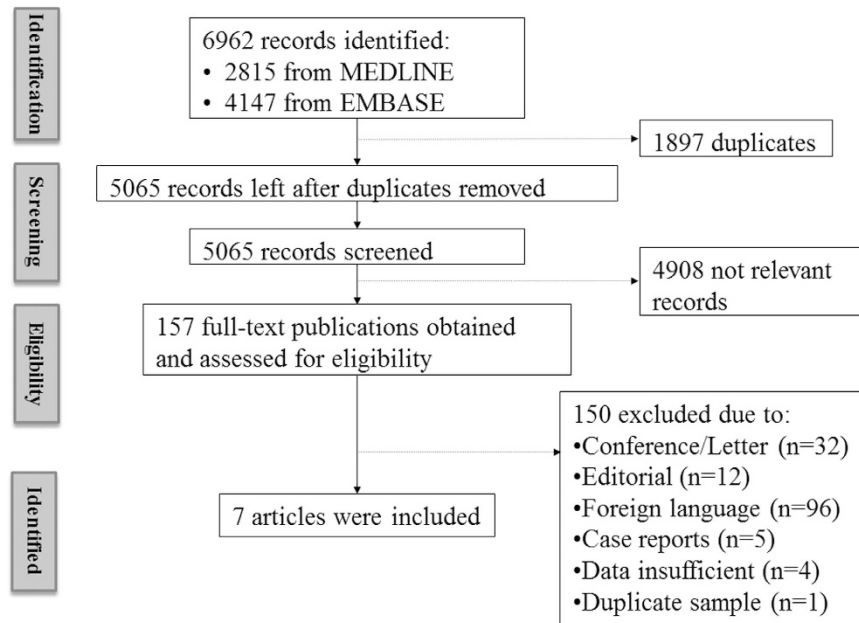 Identification
6962 records identified:
• 2815 from MEDLINE
• 4147 from EMBASE
1897 duplicates
Screening
5065 records left after duplicates removed
5065 records screened
4908 not relevant
records
Eligibility
157 full-text publications obtained
and assessed for eligibility
150 excluded due to:
•Conference/Letter (n=32)
•Editorial (n=12)
•Foreign language (n=96)
•Case reports (n=5)
•Data insufficient (n=4)
•Duplicate sample (n=1)
Identified
7 articles were included